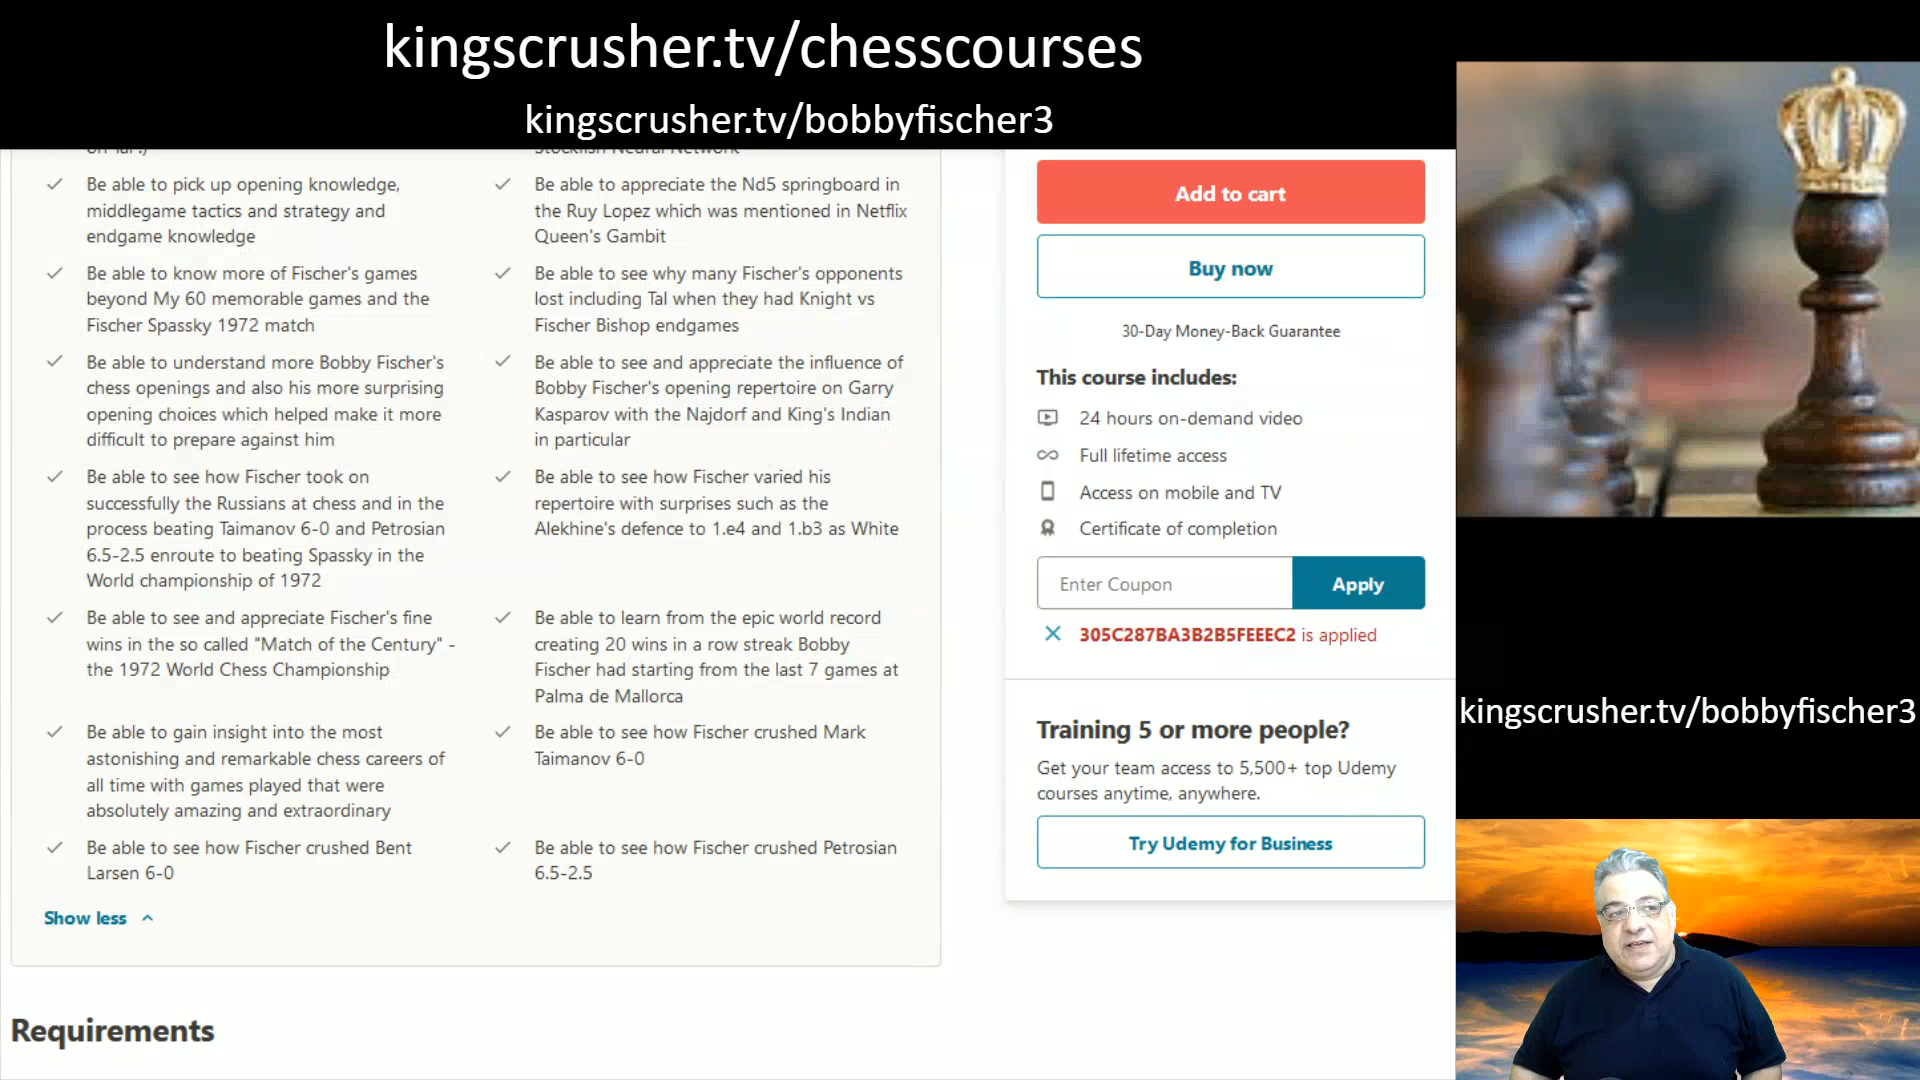 kingscrusher.tv/chesscourses
kingscrusher.tv/bobbyfischer3
Stockfish Neural Network
Be able to pick up opening knowledge,
middlegame tactics and strategy and
endgame knowledge
Be able to appreciate the Nd5 springboard in
the Ruy Lopez which was mentioned in Netflix
Queen's Gambit
Be able to know more of Fischer's games
beyond My 60 memorable games and the
Fischer Spassky 1972 match
Be able to see why many Fischer's opponents
lost including Tal when they had Knight vs
Fischer Bishop endgames
Be able to understand more Bobby Fischer's
chess openings and also his more surprising
opening choices which helped make it more
difficult to prepare against him
Be able to see and appreciate the influence of
Bobby Fischer's opening repertoire on Garry
Kasparov with the Najdorf and King's Indian
in particular
Be able to see how Fischer took on
successfully the Russians at chess and in the
process beating Taimanov 6-0 and Petrosian
6.5-2.5 enroute to beating Spassky in the
World championship of 1972
Be able to see how Fischer varied his
repertoire with surprises such as the
Alekhine's defence to 1.e4 and 1.b3 as White
Be able to see and appreciate Fischer's fine
wins in the so called "Match of the Century" -
the 1972 World Chess Championship
Be able to learn from the epic world record
creating 20 wins in a row streak Bobby
Fischer had starting from the last 7 games at
Palma de Mallorca
Be able to gain insight into the most
astonishing and remarkable chess careers of
all time with games played that were
absolutely amazing and extraordinary
Be able to see how Fischer crushed Mark
Taimanov 6-0
Be able to see how Fischer crushed Bent
Larsen 6-0
Be able to see how Fischer crushed Petrosian
6.5-2.5
Show less
Requirements
Add to cart
Buy now
30-Day Money-Back Guarantee
This course includes:
24 hours on-demand video
Full lifetime access
Access on mobile and TV
Certificate of completion
Enter Coupon
Apply
305C287BA3B2B5FEEEC2 is applied
Training 5 or more people?
Get your team access to 5,500+ top Udemy
courses anytime, anywhere.
Try Udemy for Business
kingscrusher.tv/bobbyfischer3